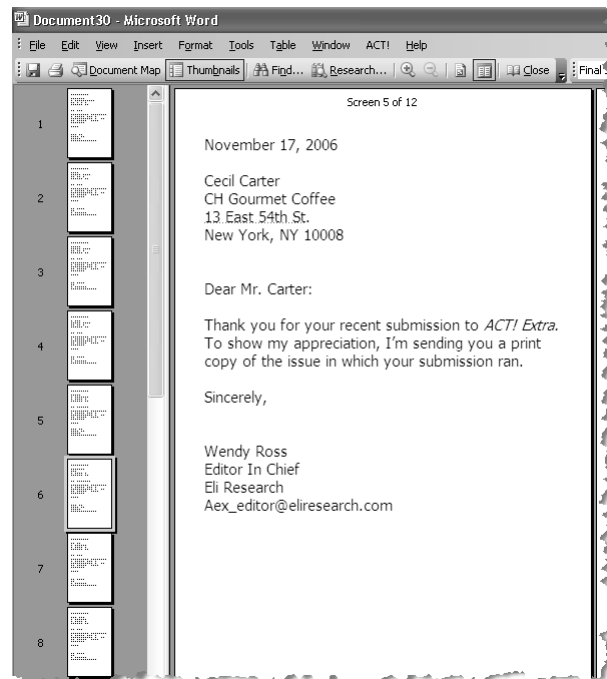 Document30 - Microsoft Word
File Edit View Insert Format Tools Table Window ACT! Help
Document Map Thumbnails Find... Research... Close Final
Screen 5 of 12
1
2
3
4
5
6
7
8
November 17, 2006
Cecil Carter
CH Gourmet Coffee
13 East 54th St.
New York, NY 10008
Dear Mr. Carter:
Thank you for your recent submission to ACT! Extra.
To show my appreciation, I'm sending you a print
copy of the issue in which your submission ran.
Sincerely,
Wendy Ross
Editor In Chief
Eli Research
Aex_editor@eliresearch.com